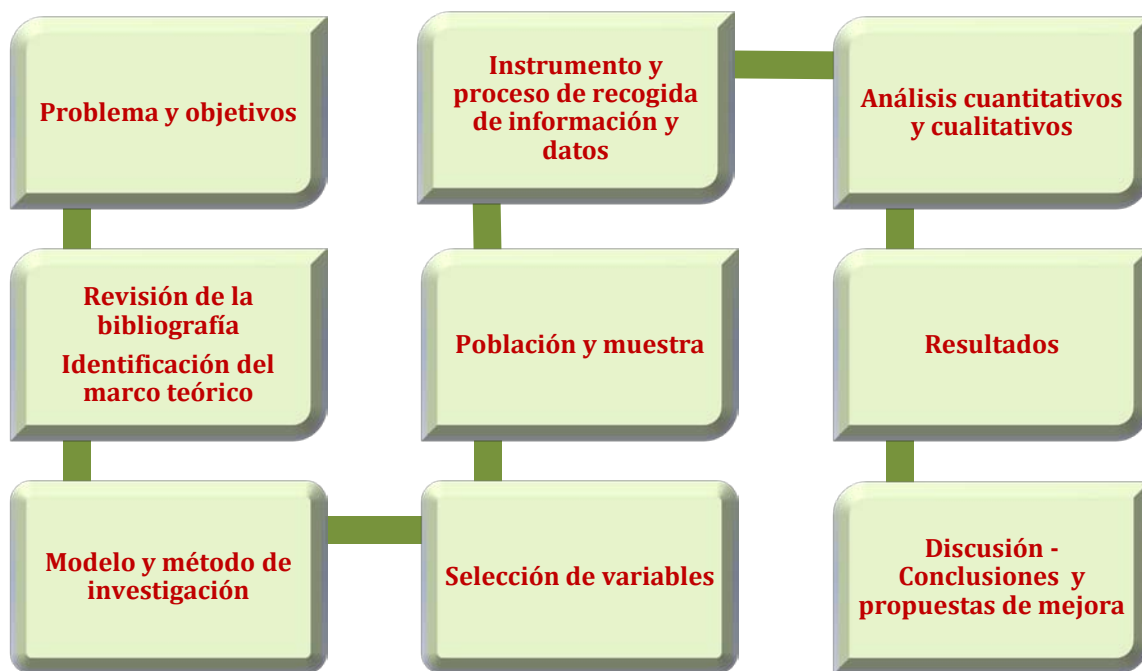 Problema y objetivos
Revisión de la
bibliografía
Identificación del
marco teórico
Modelo y método de
investigación
Selección de variables
Población y muestra
Instrumento y
proceso de recogida
de información y
datos
Análisis cuantitativos
y cualitativos
Resultados
Discusión -
Conclusiones y
propuestas de mejora